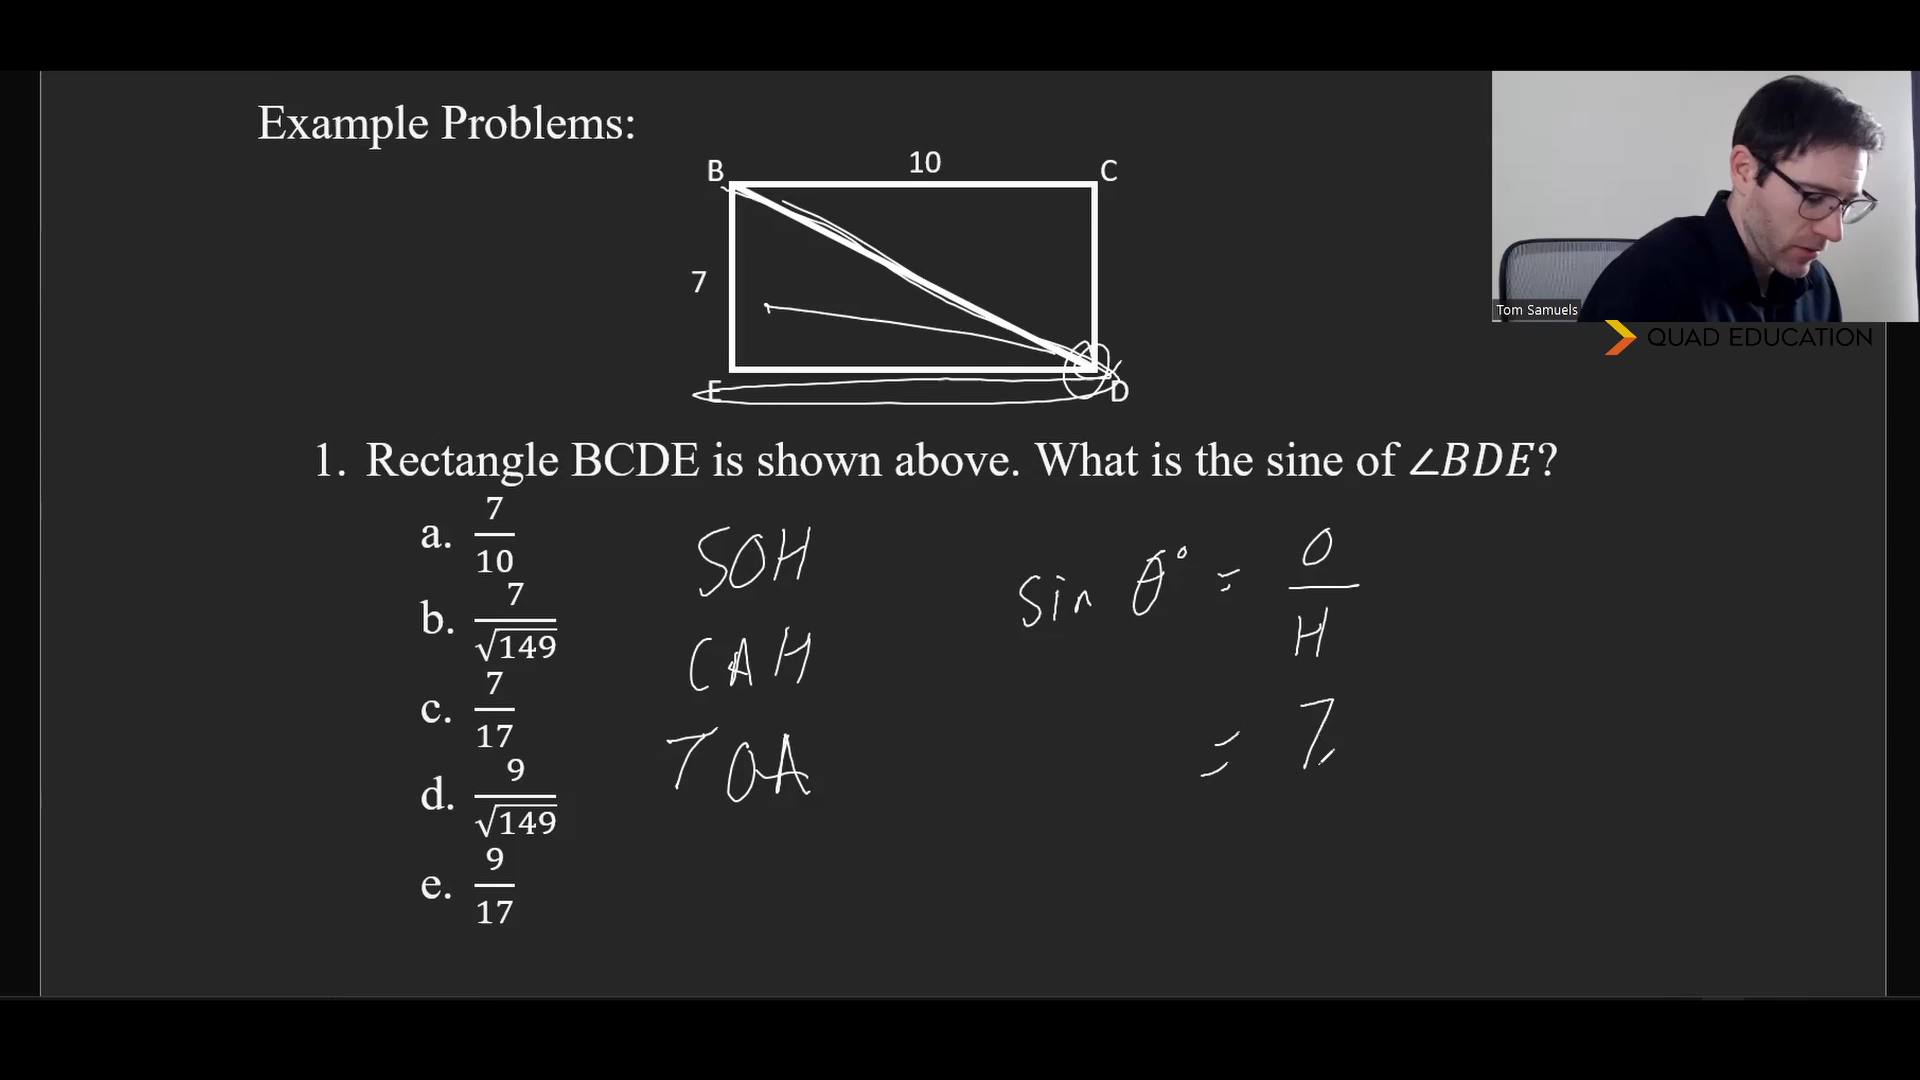 Example Problems:
B 10 C
7
E D
Tom Samuels
QUAD EDUCATION
1. Rectangle BCDE is shown above. What is the sine of ∠BDE?
a. 7/10
b. 7/√149
c. 7/17
d. 9/√149
e. 9/17
SOH
CAH
TOA
sin θ° = O/H
= 7